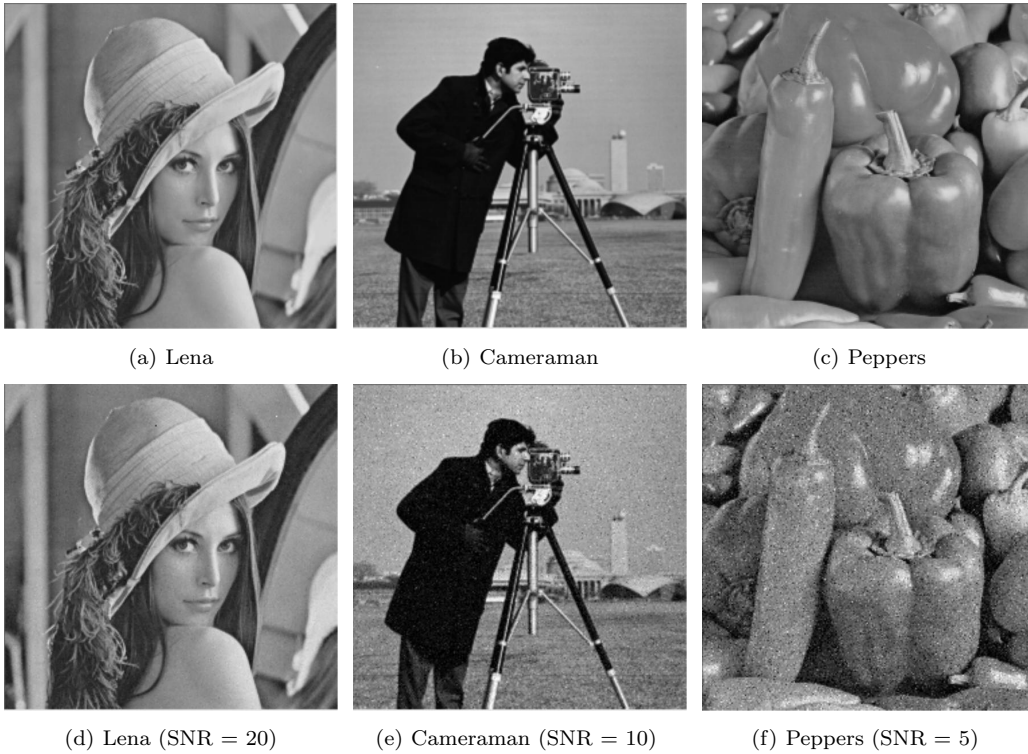 (a) Lena
(b) Cameraman
(c) Peppers
(d) Lena (SNR = 20)
(e) Cameraman (SNR = 10)
(f) Peppers (SNR = 5)